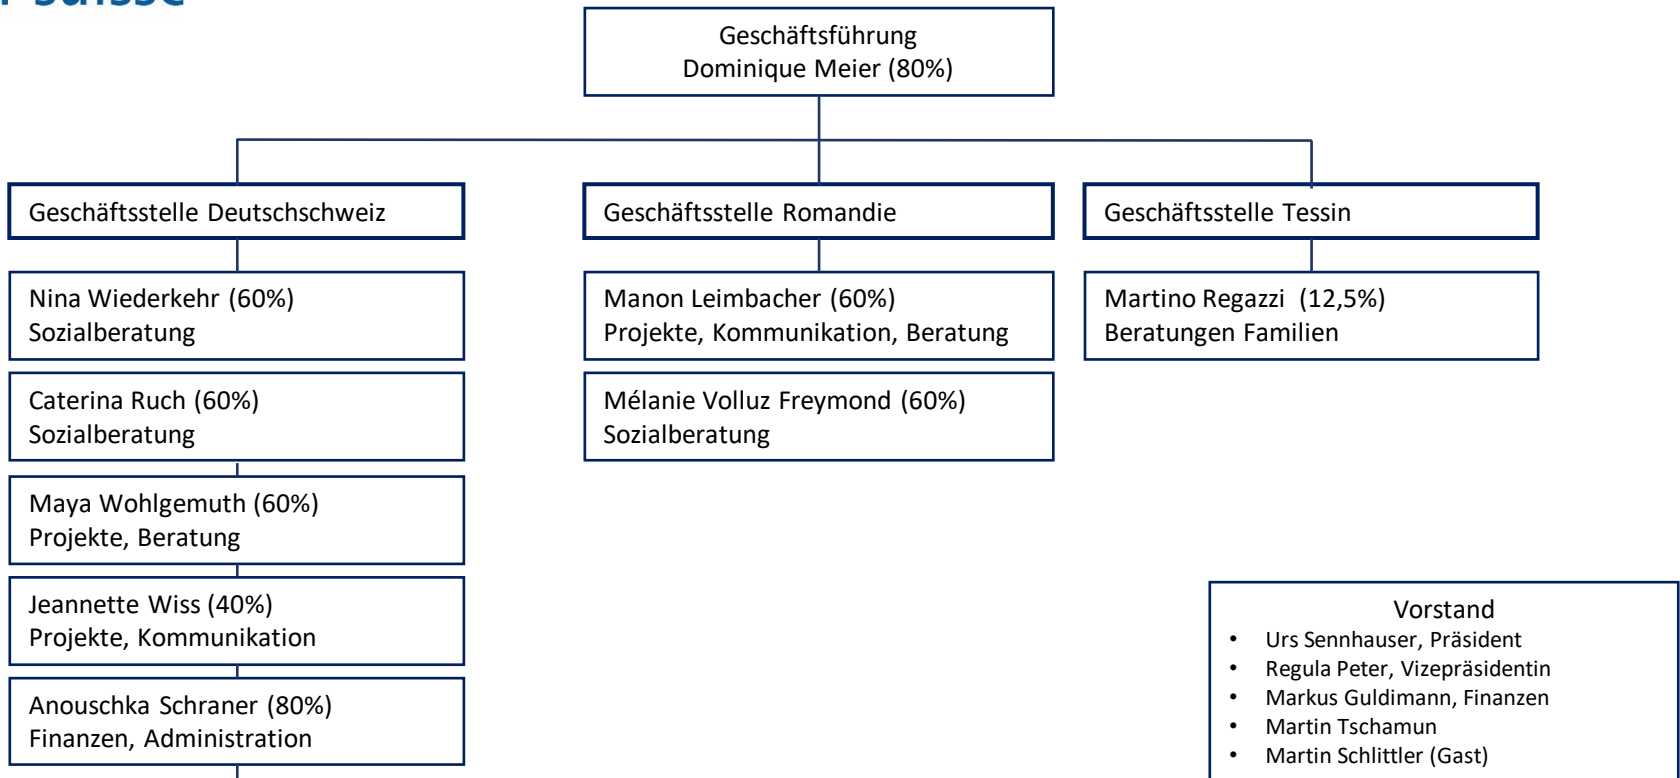 Geschäftsführung
Dominique Meier (80%)
Geschäftsstelle Deutschschweiz
Nina Wiederkehr (60%)
Sozialberatung
Caterina Ruch (60%)
Sozialberatung
Maya Wohlgemuth (60%)
Projekte, Beratung
Jeannette Wiss (40%)
Projekte, Kommunikation
Anouschka Schraner (80%)
Finanzen, Administration
Geschäftsstelle Romandie
Manon Leimbacher (60%)
Projekte, Kommunikation, Beratung
Mélanie Volluz Freymond (60%)
Sozialberatung
Geschäftsstelle Tessin
Martino Regazzi (12,5%)
Beratungen Familien
Vorstand
• Urs Sennhauser, Präsident
• Regula Peter, Vizepräsidentin
• Markus Guldimann, Finanzen
• Martin Tschamun
• Martin Schlittler (Gast)